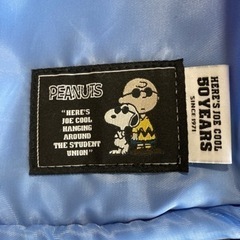 PEANUTS
"HERE'S
JOE COOL
HANGING
AROUND
THE STUDENT
UNION"
HERE'S JOE COOL
50 YEARS
SINCE 1971